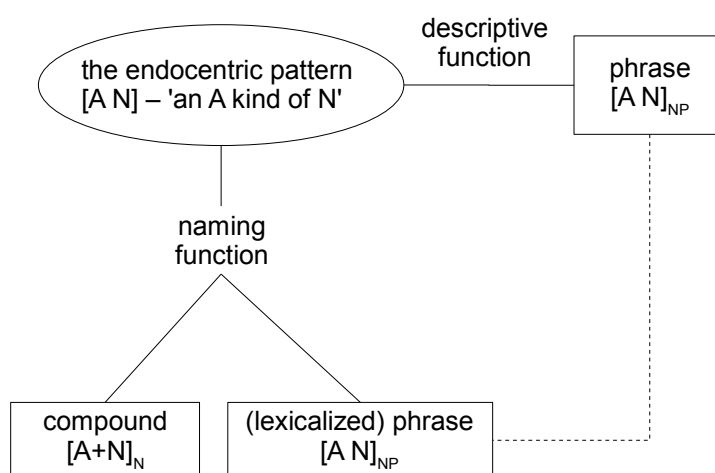 the endocentric pattern
[A N] – 'an A kind of N'
descriptive
function
phrase
[A N]NP
naming
function
compound
[A+N]N
(lexicalized) phrase
[A N]NP